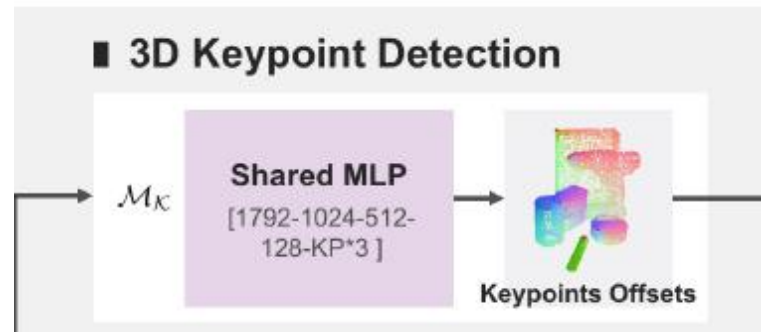 3D Keypoint Detection
Shared MLP
ℳ𝒦
[1792-1024-512-
128-KP*3 ]
Keypoints Offsets